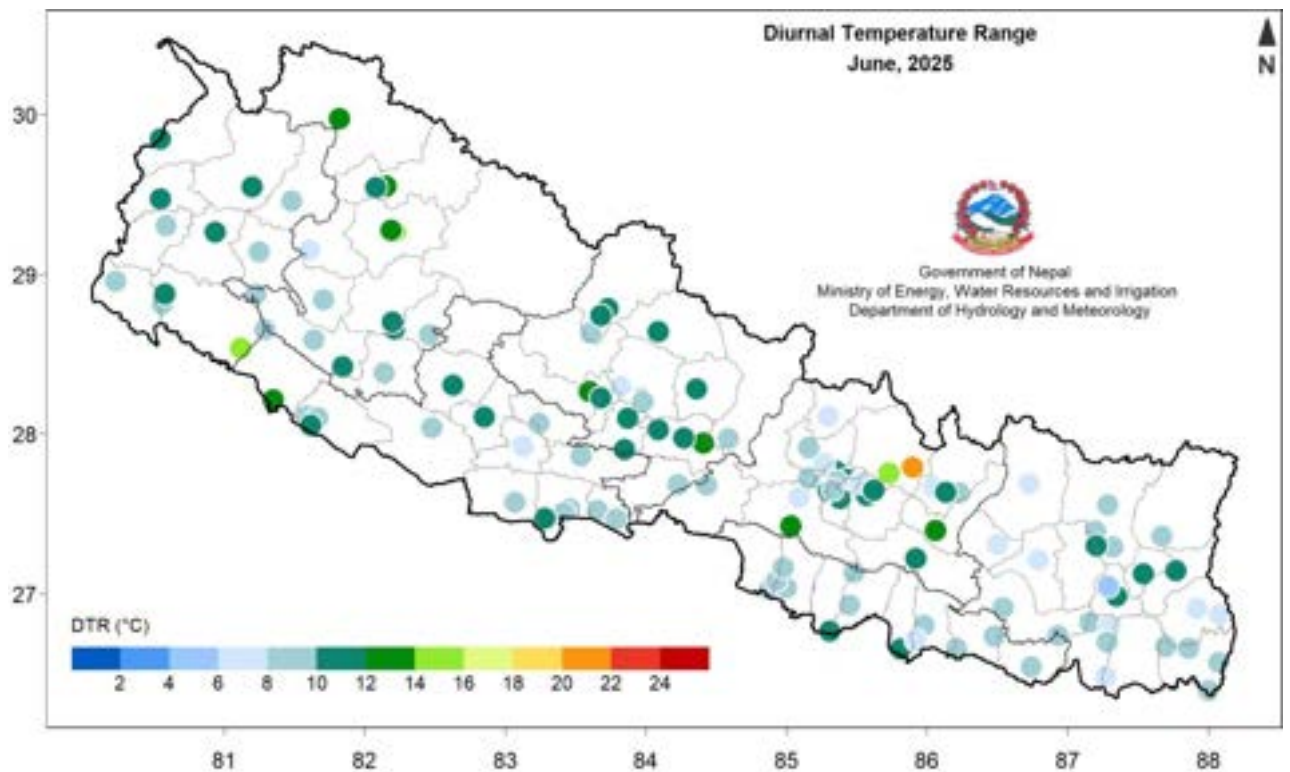 Diurnal Temperature Range
June, 2025
N
30
29
28
27
Government of Nepal
Ministry of Energy, Water Resources and Irrigation
Department of Hydrology and Meteorology
DTR (°C)
2 4 6 8 10 12 14 16 18 20 22 24
81 82 83 84 85 86 87 88